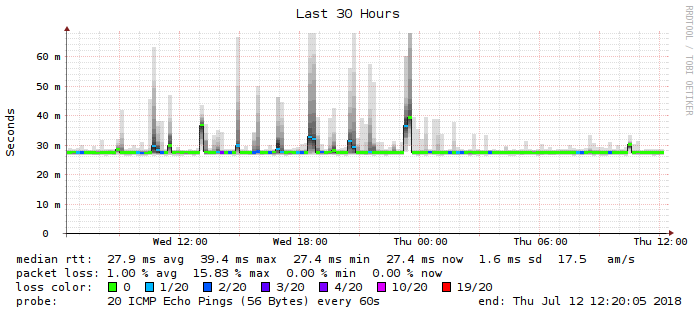 Last 30 Hours
RRDTOOL / TOBI OETIKER
Seconds
60 m
50 m
40 m
30 m
20 m
10 m
0
Wed 12:00 Wed 18:00 Thu 00:00 Thu 06:00 Thu 12:00
median rtt: 27.9 ms avg 39.4 ms max 27.4 ms min 27.4 ms now 1.6 ms sd 17.5 am/s
packet loss: 1.00 % avg 15.83 % max 0.00 % min 0.00 % now
loss color: 0 1/20 2/20 3/20 4/20 10/20 19/20
probe: 20 ICMP Echo Pings (56 Bytes) every 60s end: Thu Jul 12 12:20:05 2018